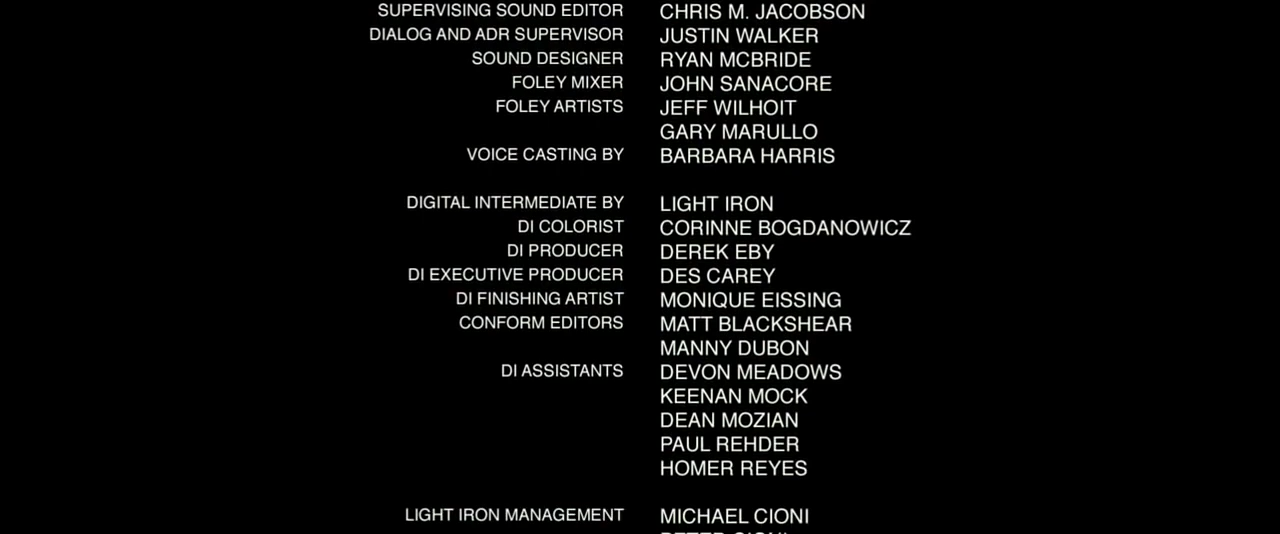 SUPERVISING SOUND EDITOR CHRIS M. JACOBSON
DIALOG AND ADR SUPERVISOR JUSTIN WALKER
SOUND DESIGNER RYAN MCBRIDE
FOLEY MIXER JOHN SANACORE
FOLEY ARTISTS JEFF WILHOIT
GARY MARULLO
VOICE CASTING BY BARBARA HARRIS
DIGITAL INTERMEDIATE BY LIGHT IRON
DI COLORIST CORINNE BOGDANOWICZ
DI PRODUCER DEREK EBY
DI EXECUTIVE PRODUCER DES CAREY
DI FINISHING ARTIST MONIQUE EISSING
CONFORM EDITORS MATT BLACKSHEAR
MANNY DUBON
DI ASSISTANTS DEVON MEADOWS
KEENAN MOCK
DEAN MOZIAN
PAUL REHDER
HOMER REYES
LIGHT IRON MANAGEMENT MICHAEL CIONI